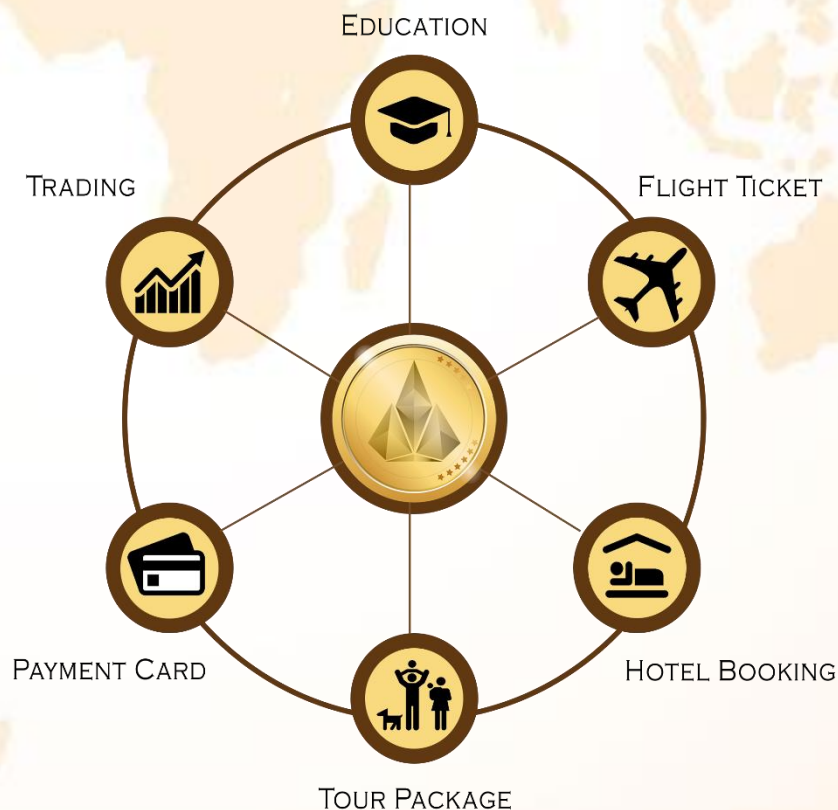 EDUCATION
TRADING
FLIGHT TICKET
PAYMENT CARD
HOTEL BOOKING
TOUR PACKAGE